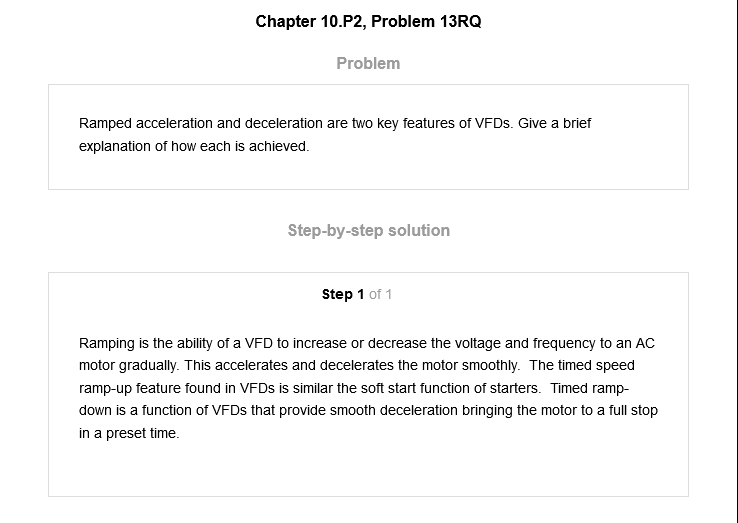 Chapter 10.P2, Problem 13RQ
Problem
Ramped acceleration and deceleration are two key features of VFDs. Give a brief
explanation of how each is achieved.
Step-by-step solution
Step 1 of 1
Ramping is the ability of a VFD to increase or decrease the voltage and frequency to an AC
motor gradually. This accelerates and decelerates the motor smoothly.  The timed speed
ramp-up feature found in VFDs is similar the soft start function of starters.  Timed ramp-
down is a function of VFDs that provide smooth deceleration bringing the motor to a full stop
in a preset time.